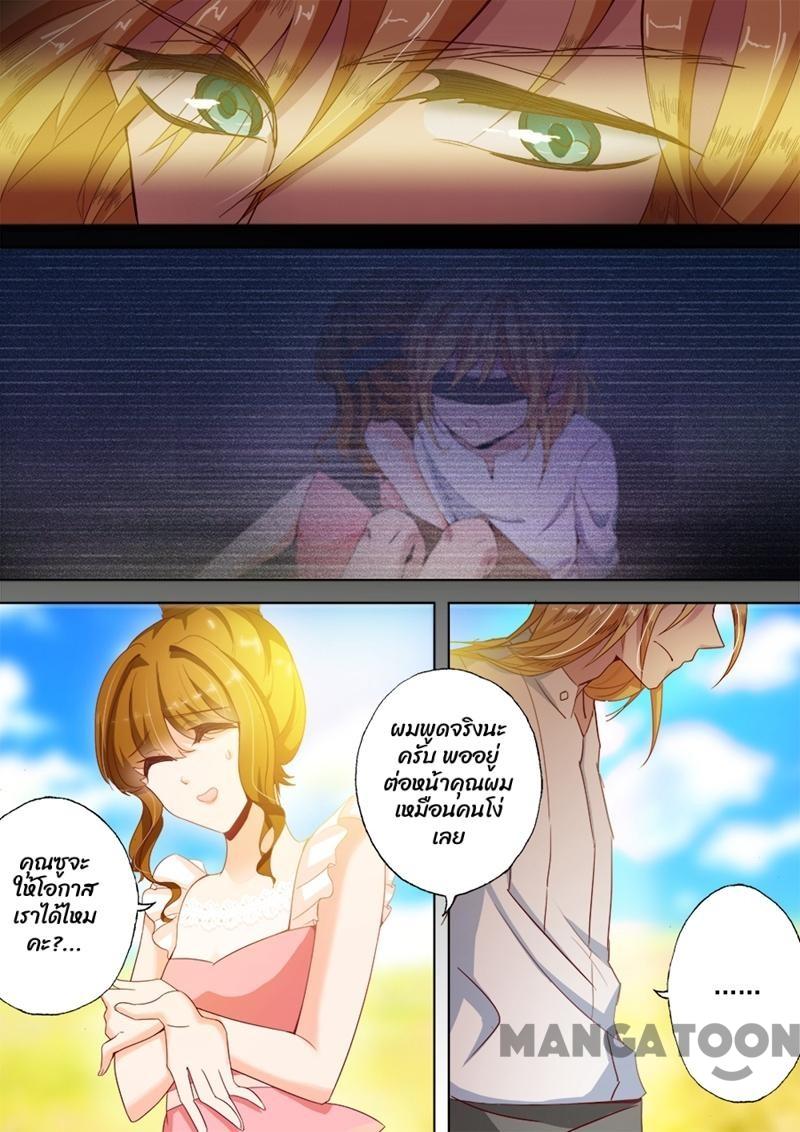 คุณซูจะ
ให้โอกาส
เราได้ไหม
คะ?...
ผมพูดจริงนะ
ครับ พออยู่
ต่อหน้าคุณผม
เหมือนคนโง่
เลย
......
MANGATOON